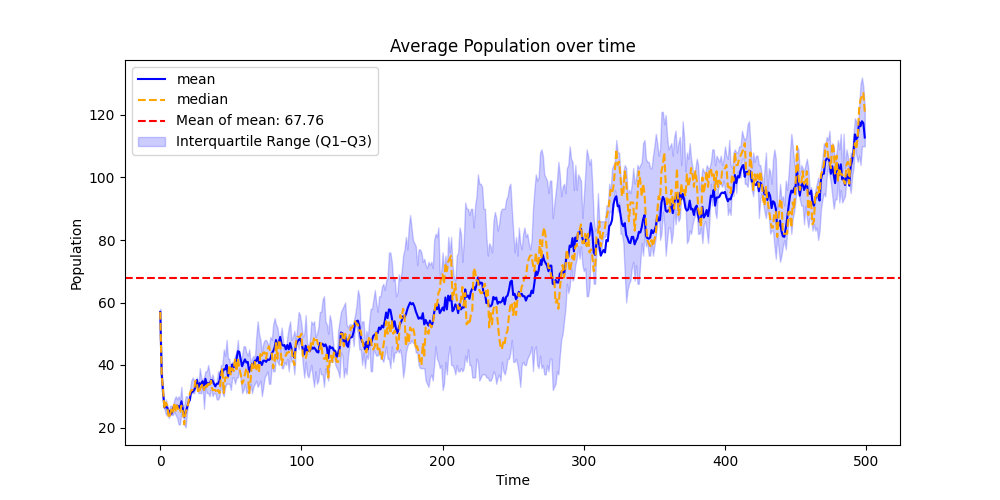 Average Population over time
mean
median
Mean of mean: 67.76
Interquartile Range (Q1–Q3)
Population
120
100
80
60
40
20
0
100
200
300
400
500
Time